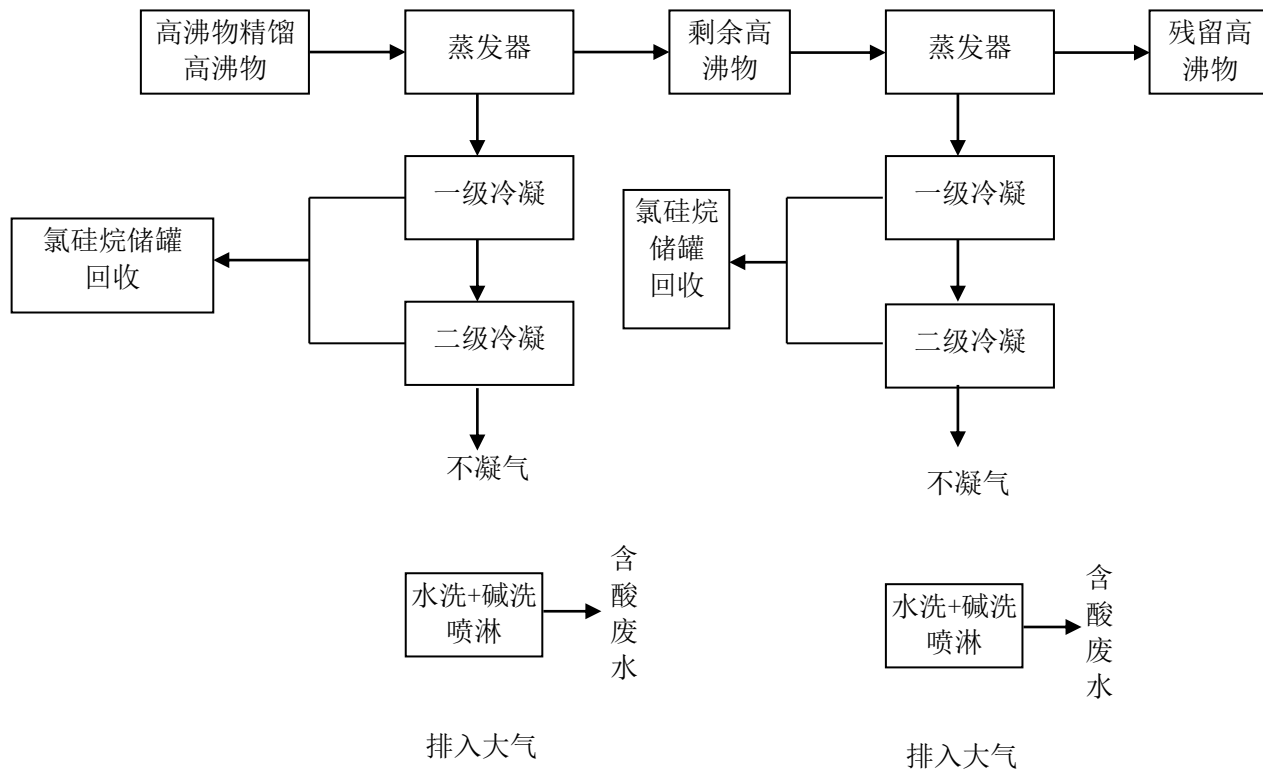 高沸物精馏
高沸物
蒸发器
剩余高
沸物
蒸发器
残留高
沸物
一级冷凝
一级冷凝
氯硅烷储罐
回收
氯硅烷
储罐
回收
二级冷凝
二级冷凝
不凝气
不凝气
水洗+碱洗
喷淋
含
酸
废
水
水洗+碱洗
喷淋
含
酸
废
水
排入大气
排入大气